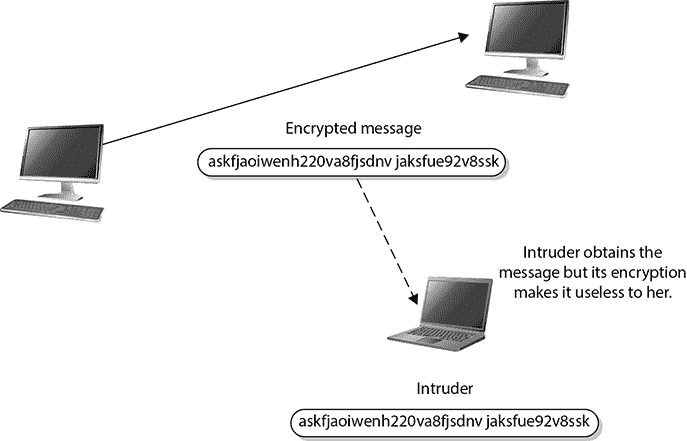 Encrypted message
askfjaoiwenh220va8fjsdnv jaksfue92v8ssk
Intruder obtains the
message but its encryption
makes it useless to her.
Intruder
askfjaoiwenh220va8fjsdnv jaksfue92v8ssk